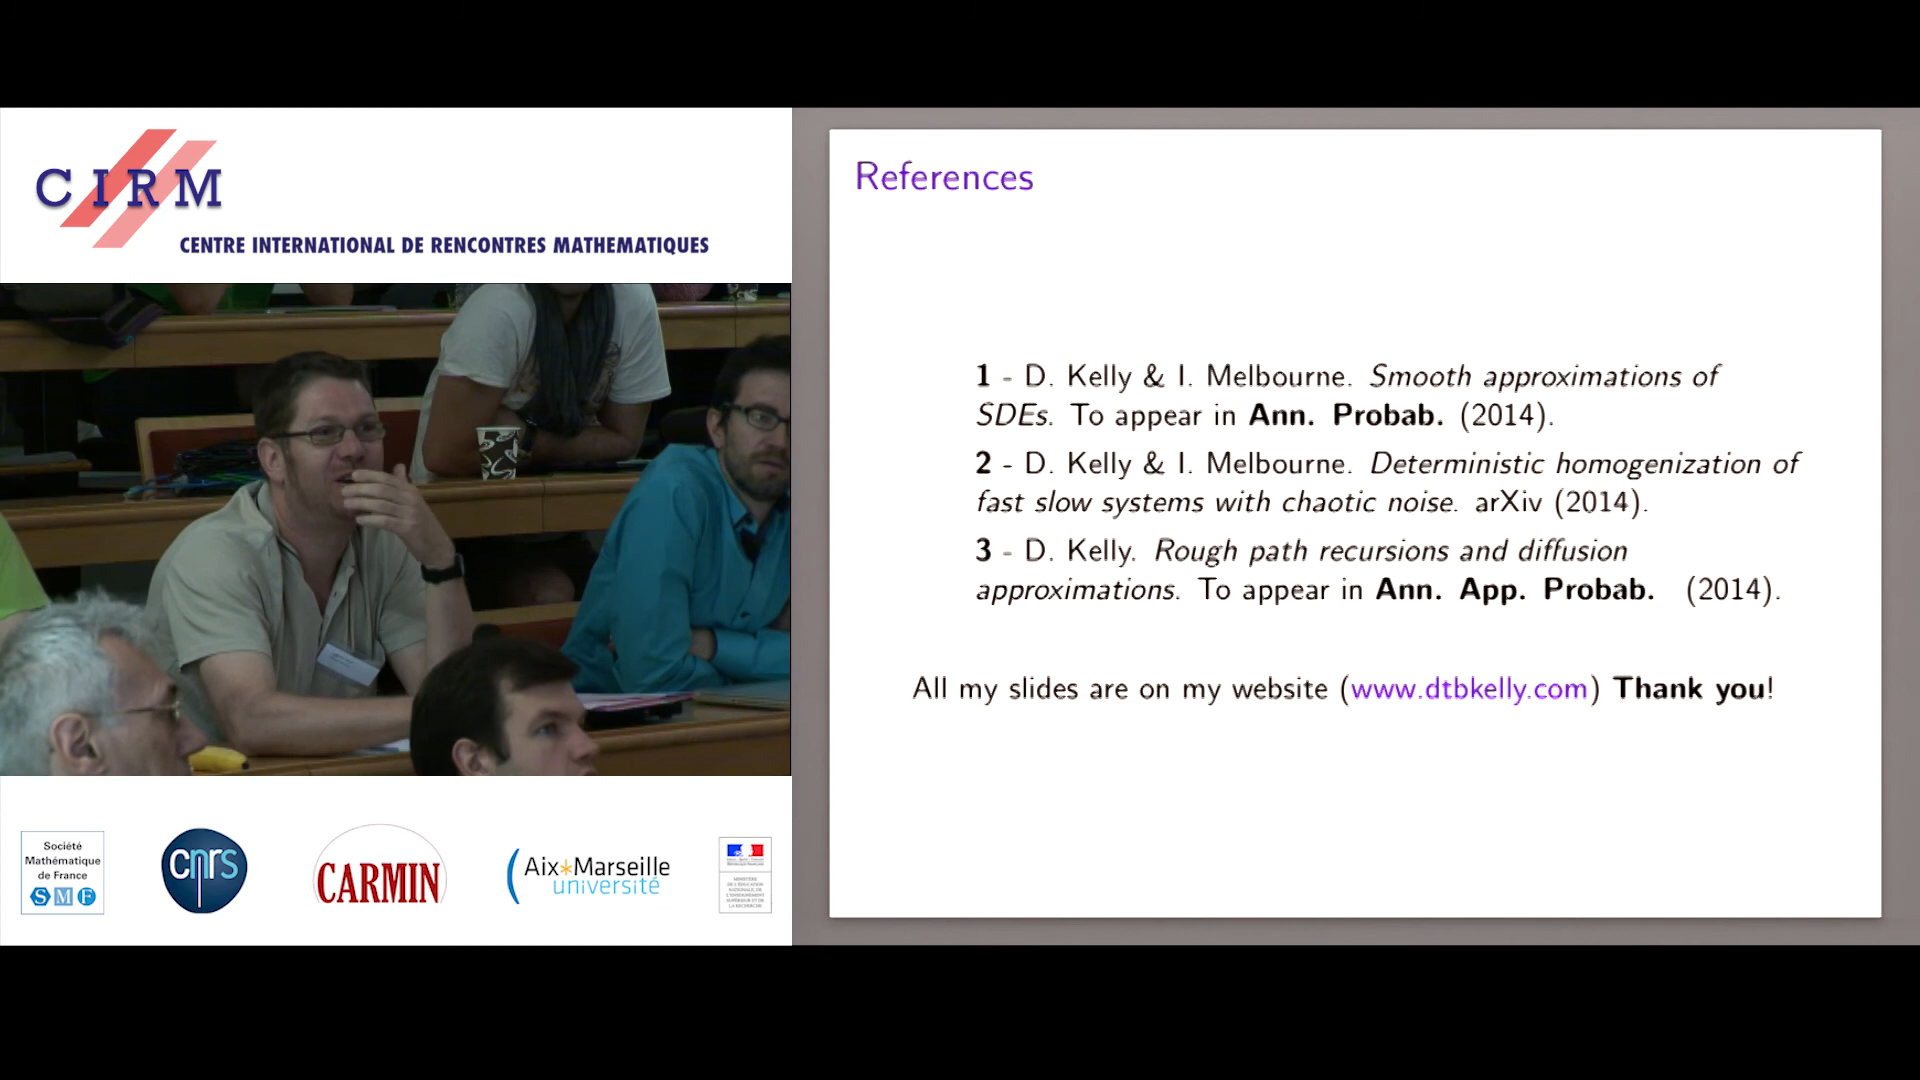 CIRM
CENTRE INTERNATIONAL DE RENCONTRES MATHEMATIQUES
References
1 - D. Kelly & I. Melbourne. Smooth approximations of
SDEs. To appear in Ann. Probab. (2014).
2 - D. Kelly & I. Melbourne. Deterministic homogenization of
fast slow systems with chaotic noise. arXiv (2014).
3 - D. Kelly. Rough path recursions and diffusion
approximations. To appear in Ann. App. Probab. (2014).
All my slides are on my website (www.dtbkelly.com) Thank you!
Société
Mathématique
de France
SMF
cnrs
CARMIN
Aix*Marseille
université